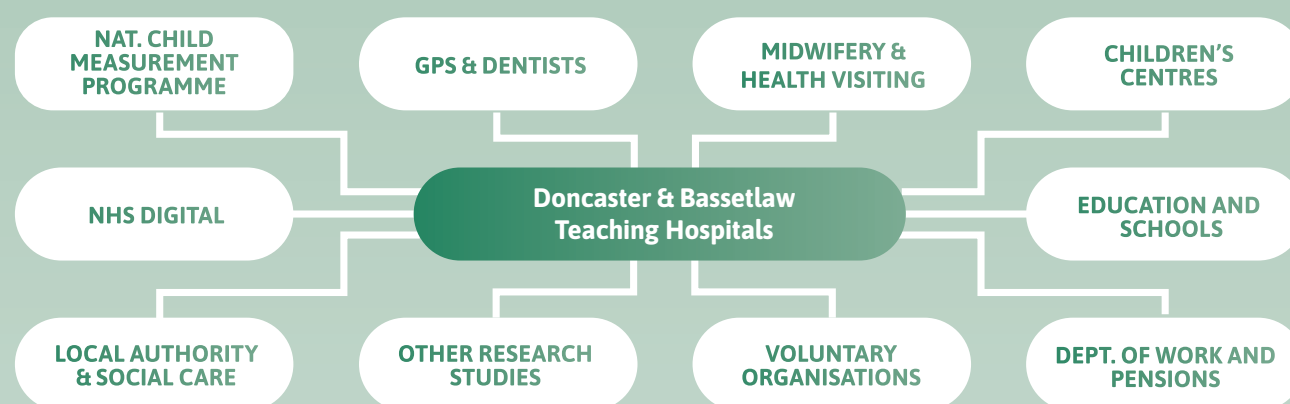 NAT. CHILD
MEASUREMENT
PROGRAMME
GPS & DENTISTS
MIDWIFERY &
HEALTH VISITING
CHILDREN'S
CENTRES
NHS DIGITAL
Doncaster & Bassetlaw
Teaching Hospitals
EDUCATION AND
SCHOOLS
LOCAL AUTHORITY
& SOCIAL CARE
OTHER RESEARCH
STUDIES
VOLUNTARY
ORGANISATIONS
DEPT. OF WORK AND
PENSIONS